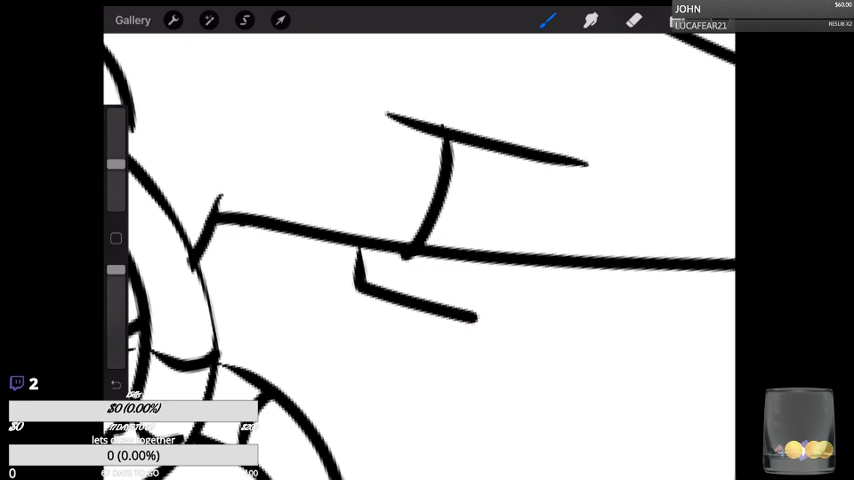 Gallery
JOHN
$60.00
LUCAFEAR21
RESUB X2
2
$0 (0.00%)
$0
lets draw together
0 (0.00%)
0